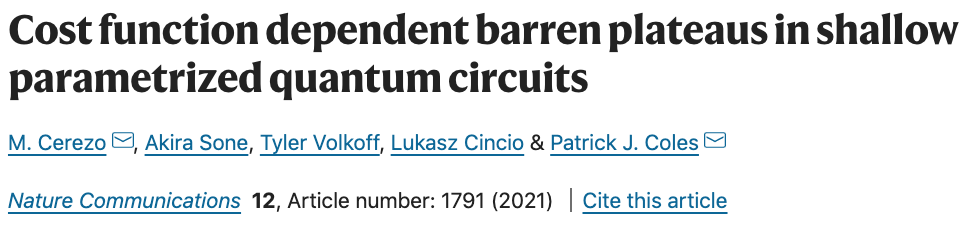 Cost function dependent barren plateaus in shallow
parametrized quantum circuits
M. Cerezo, Akira Sone, Tyler Volkoff, Lukasz Cincio & Patrick J. Coles
Nature Communications 12, Article number: 1791 (2021) | Cite this article